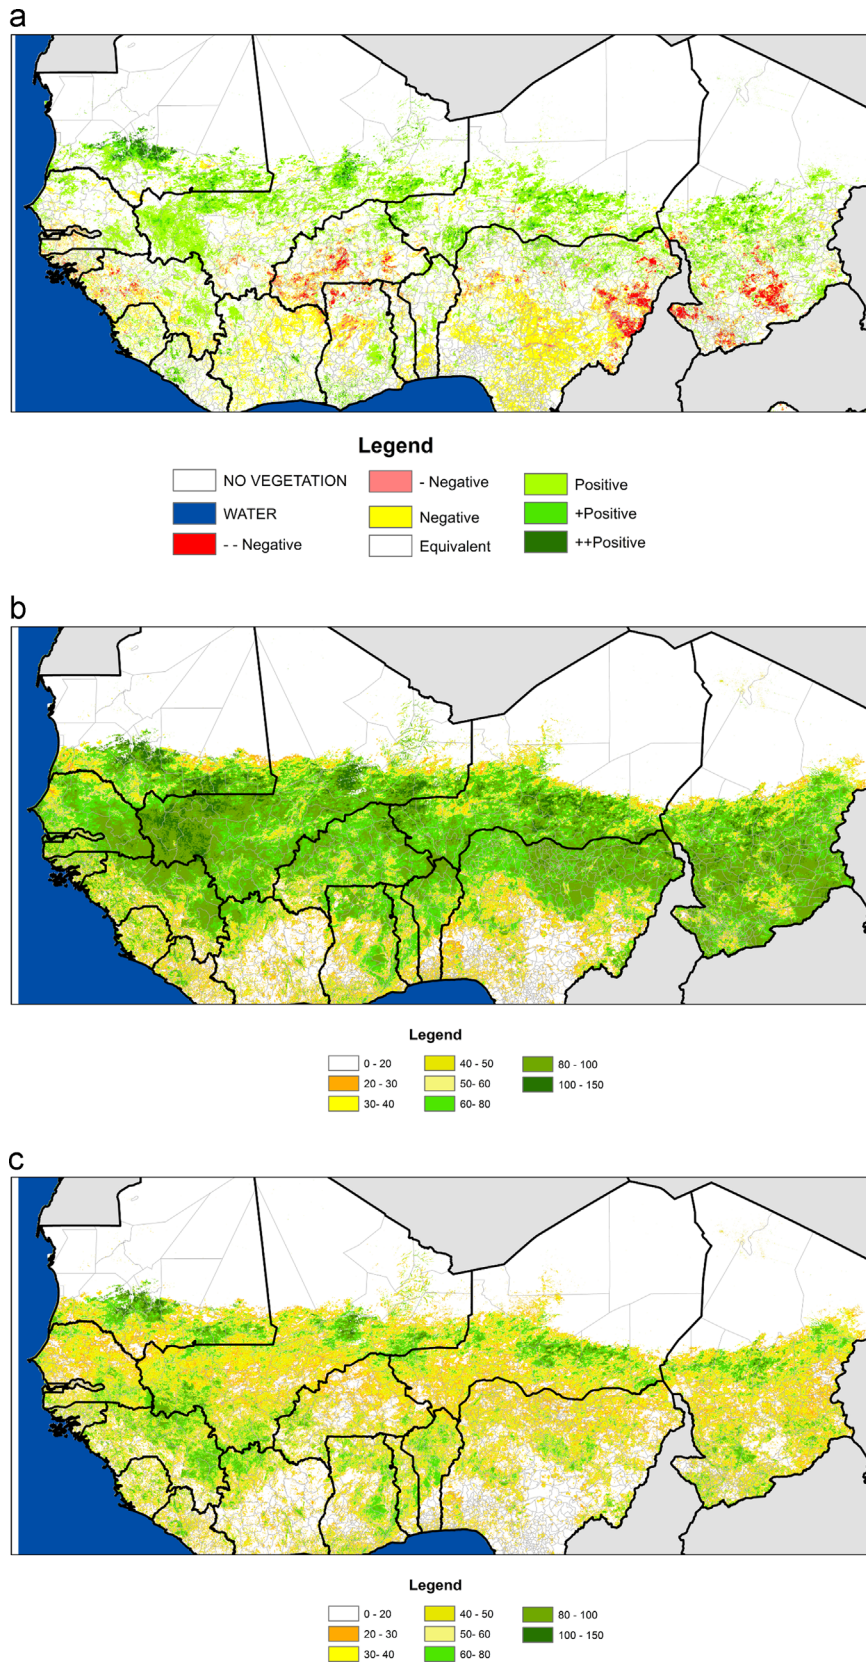 a
Legend
NO VEGETATION
- Negative
Positive
WATER
Negative
+Positive
- - Negative
Equivalent
++Positive
b
Legend
0 - 20
40 - 50
80 - 100
20 - 30
50- 60
100 - 150
30- 40
60- 80
c
Legend
0 - 20
40 - 50
80 - 100
20 - 30
50- 60
100 - 150
30- 40
60- 80